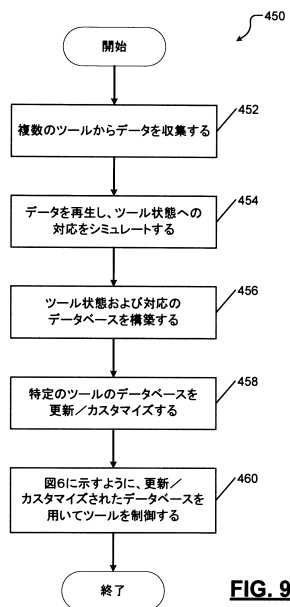 450
開始
452
複数のツールからデータを収集する
454
データを再生し、ツール状態への
対応をシミュレートする
456
ツール状態および対応の
データベースを構築する
458
特定のツールのデータベースを
更新／カスタマイズする
460
図6に示すように、更新／
カスタマイズされたデータベースを
用いてツールを制御する
終了
FIG. 9